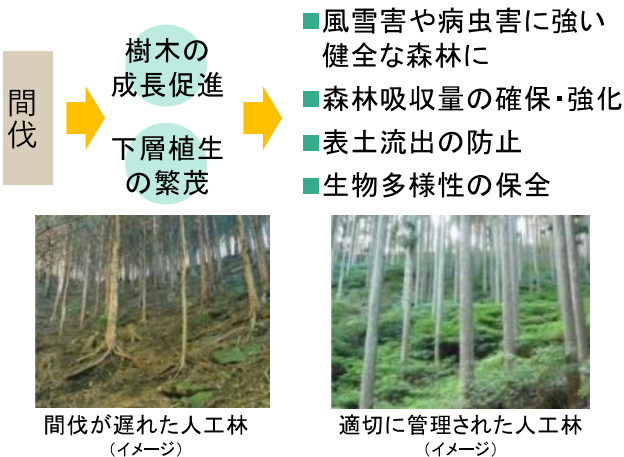 間伐
樹木の
成長促進
下層植生
の繁茂
■風雪害や病虫害に強い
健全な森林に
■森林吸収量の確保・強化
■表土流出の防止
■生物多様性の保全
間伐が遅れた人工林
（イメージ）
適切に管理された人工林
（イメージ）